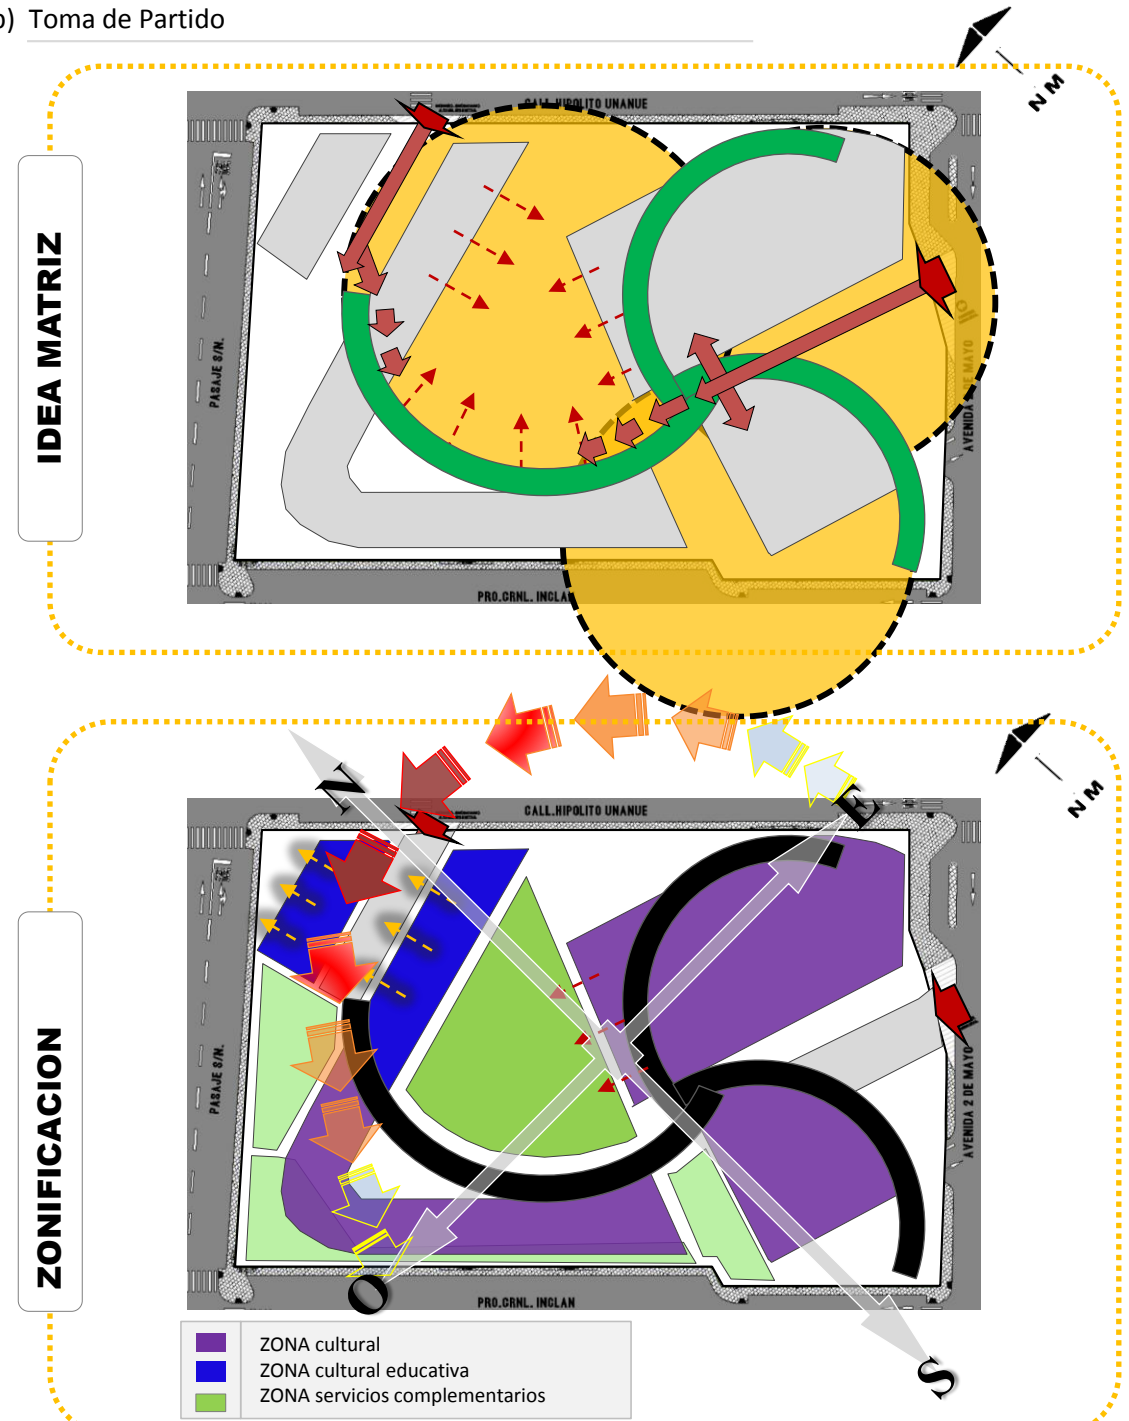 o) Toma de Partido
N M
IDEA MATRIZ
CALL.HIPOLITO UNANUE
PASAJE S/N.
AVENIDA 2 DE MAYO
PRO.CRNL. INCLAN
N M
ZONIFICACION
N
E
CALL.HIPOLITO UNANUE
PASAJE S/N.
AVENIDA 2 DE MAYO
O
PRO.CRNL. INCLAN
S
ZONA cultural
ZONA cultural educativa
ZONA servicios complementarios